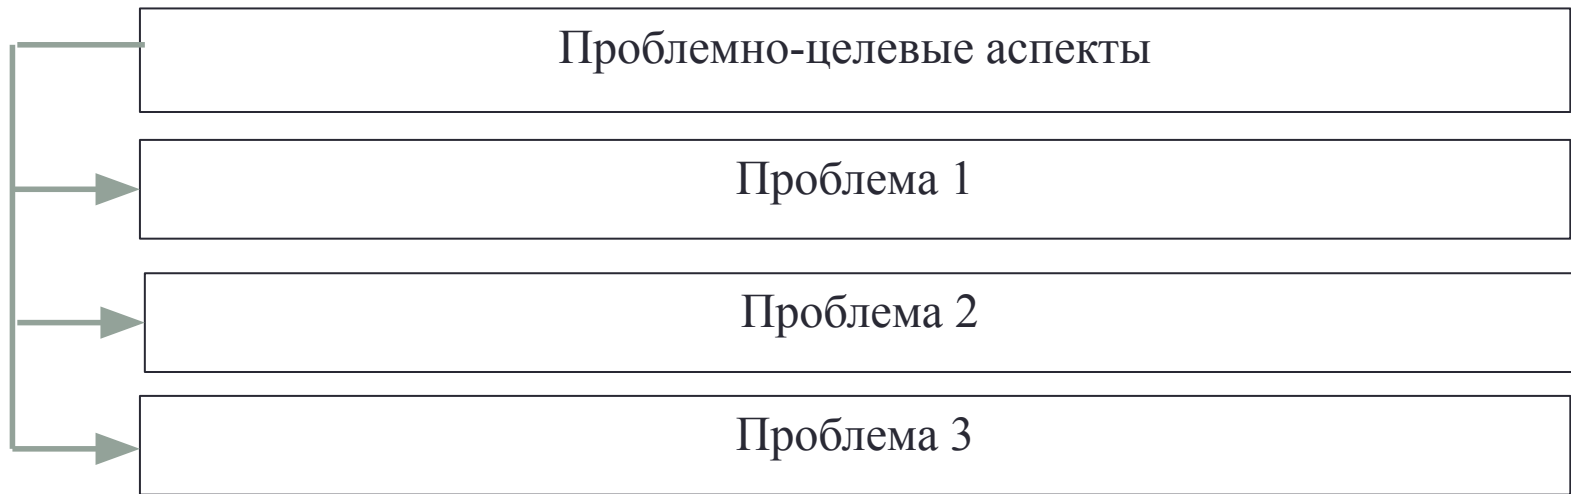 Проблемно-целевые аспекты
Проблема 1
Проблема 2
Проблема 3